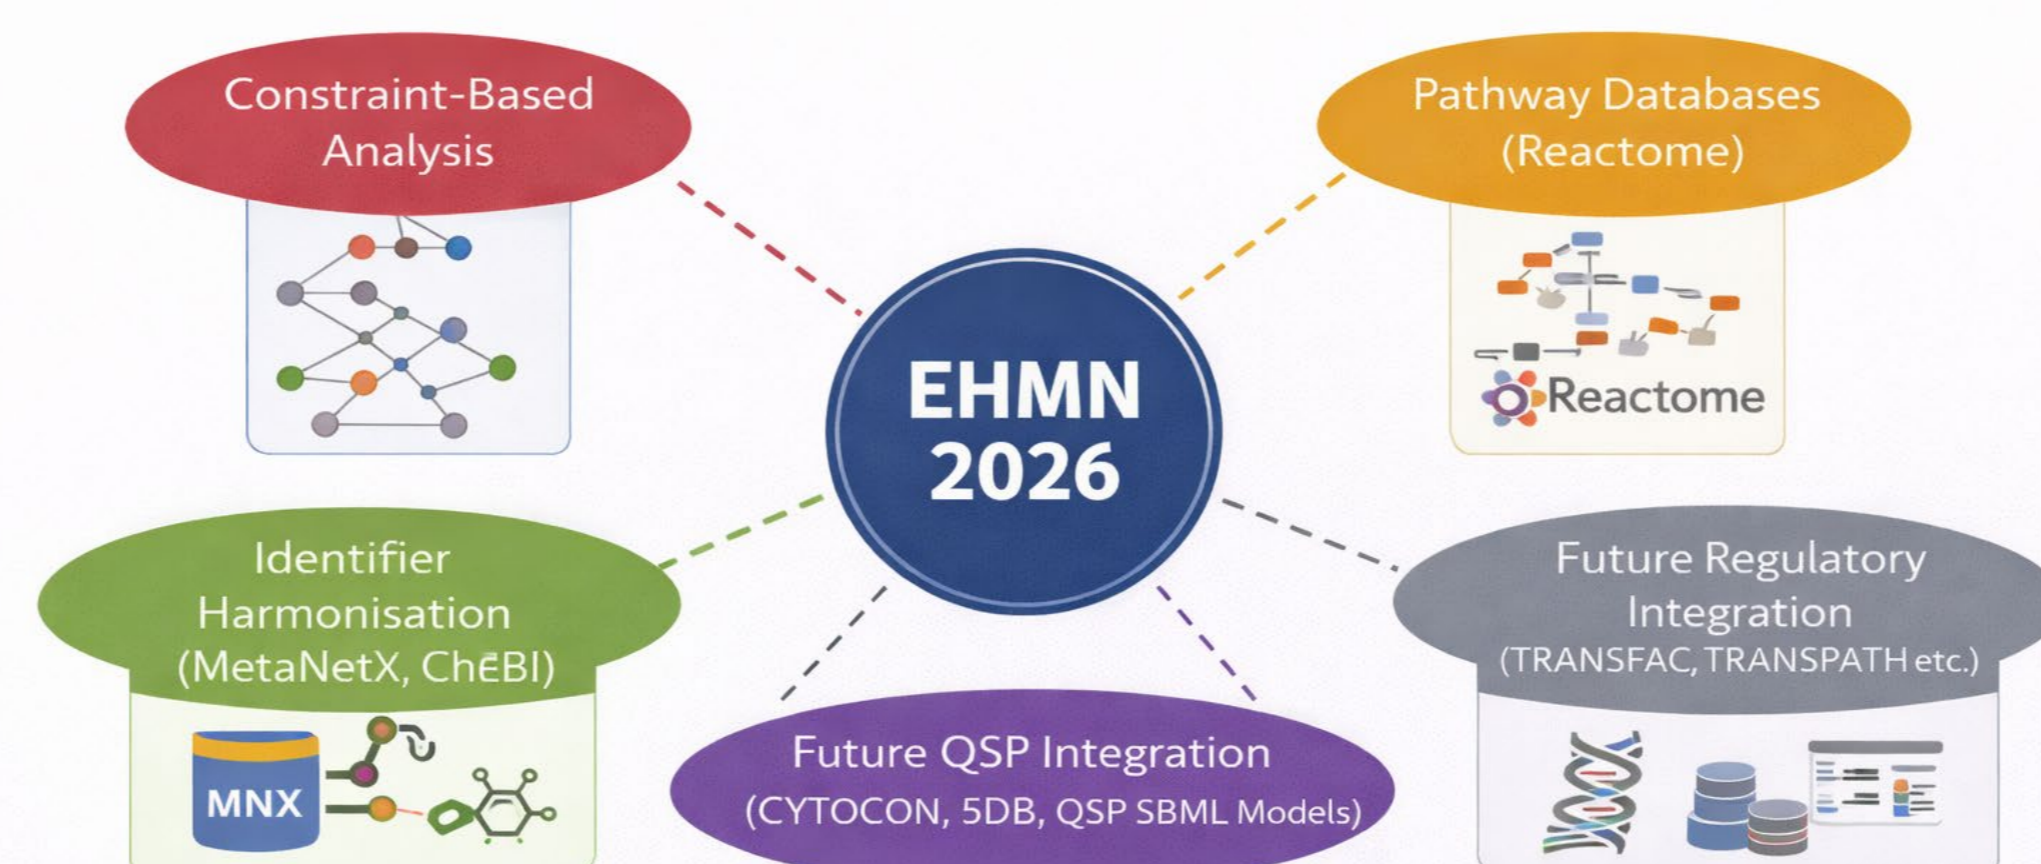 Constraint-Based
Analysis
Pathway Databases
(Reactome)
Reactome
EHMN
2026
Identifier
Harmonisation
(MetaNetX, ChEBI)
MNX
Future Regulatory
Integration
(TRANSFAC, TRANSPATH etc.)
Future QSP Integration
(CYTOCON, 5DB, QSP SBML Models)